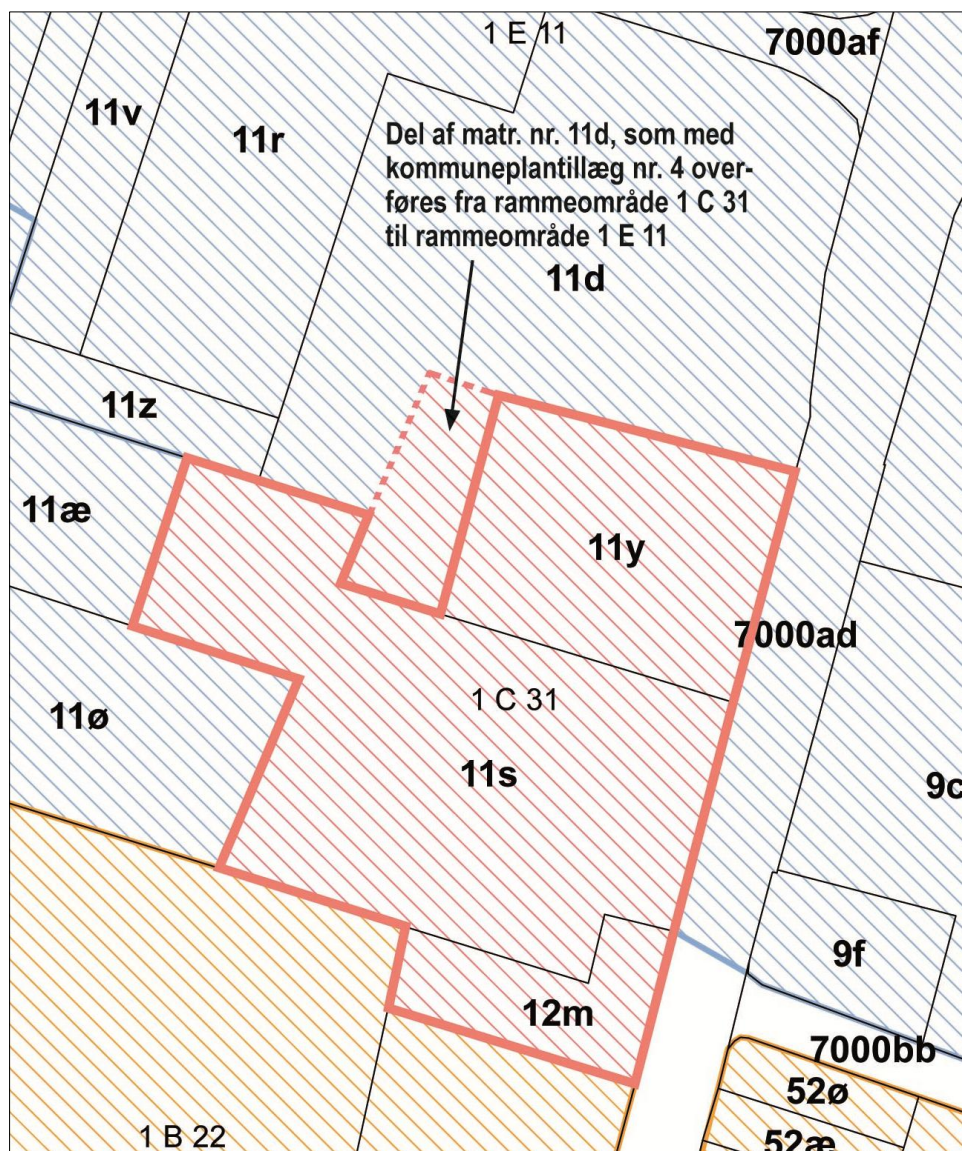 1 E 11
7000af
11v
11r
Del af matr. nr. 11d, som med
kommuneplantillæg nr. 4 over-
føres fra rammeområde 1 C 31
til rammeområde 1 E 11
11d
11z
11æ
11y
7000ad
1 C 31
11ø
11s
9c
9f
12m
7000bb
52ø
1 B 22
52æ